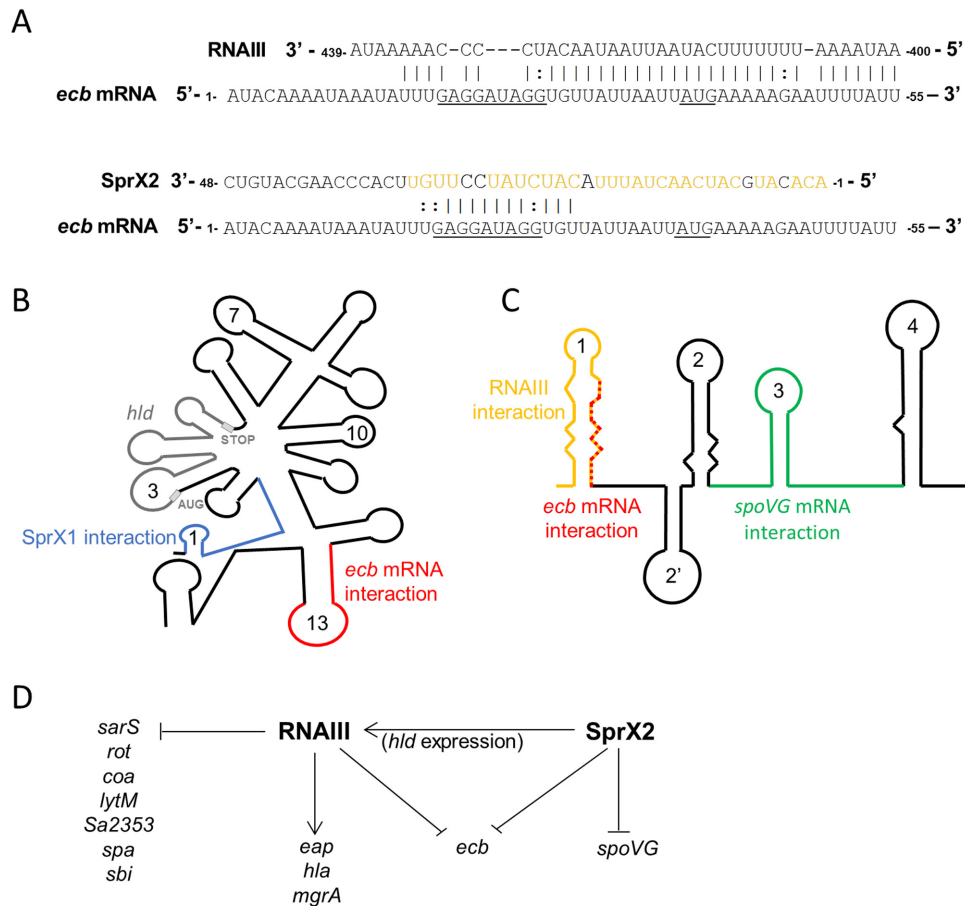 A
RNAIII 3’ - 439- AUAAAAAC-CC---CUACAAUAAUUAAUACUUUUUUU-AAAAUAA -400 - 5’
|||| || |:|||||||||||||||||||||:| |||||||
ecb mRNA 5’- 1- AUACAAAAUAAAUAUUUGAGGAUAGGUGUUAUUAAUUAUGAAAAAGAAUUUUAUU -55 – 3’
SprX2 3’ - 48- CUGUACGAACCCACUUGUUCCUAUCUACAUUUAUCAACUACGUACACA -1 - 5’
::|||||||:|||
ecb mRNA 5’- 1- AUACAAAAUAAAUAUUUGAGGAUAGGUGUUAUUAAUUAUGAAAAAGAAUUUUAUU -55 – 3’
B
7
hld
STOP
10
3
AUG
SprX1 interaction
1
ecb mRNA
interaction
13
C
1
2
3
4
RNAIII
interaction
ecb mRNA
interaction
spoVG mRNA
interaction
2’
D
sarS
rot
coa
lytM
Sa2353
spa
sbi
RNAIII
(hld expression)
SprX2
eap
hla
mgrA
ecb
spoVG